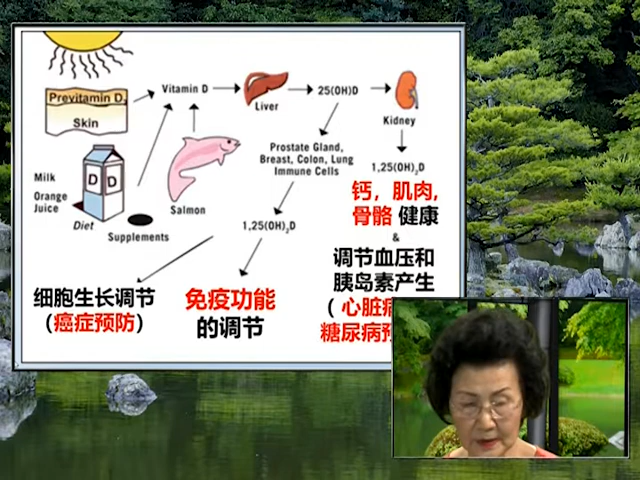 Previtamin D3
Skin
Vitamin D
Liver
25(OH)D
Kidney
Milk
Orange
Juice
D D
Diet
Supplements
Salmon
Prostate Gland,
Breast, Colon, Lung
Immune Cells
1,25(OH)2D
1,25(OH)2D
钙，肌肉,
骨骼 健康
&
调节血压和
胰岛素产生
（ 心脏
糖尿病
细胞生长调节
（癌症预防）
免疫功能
的调节